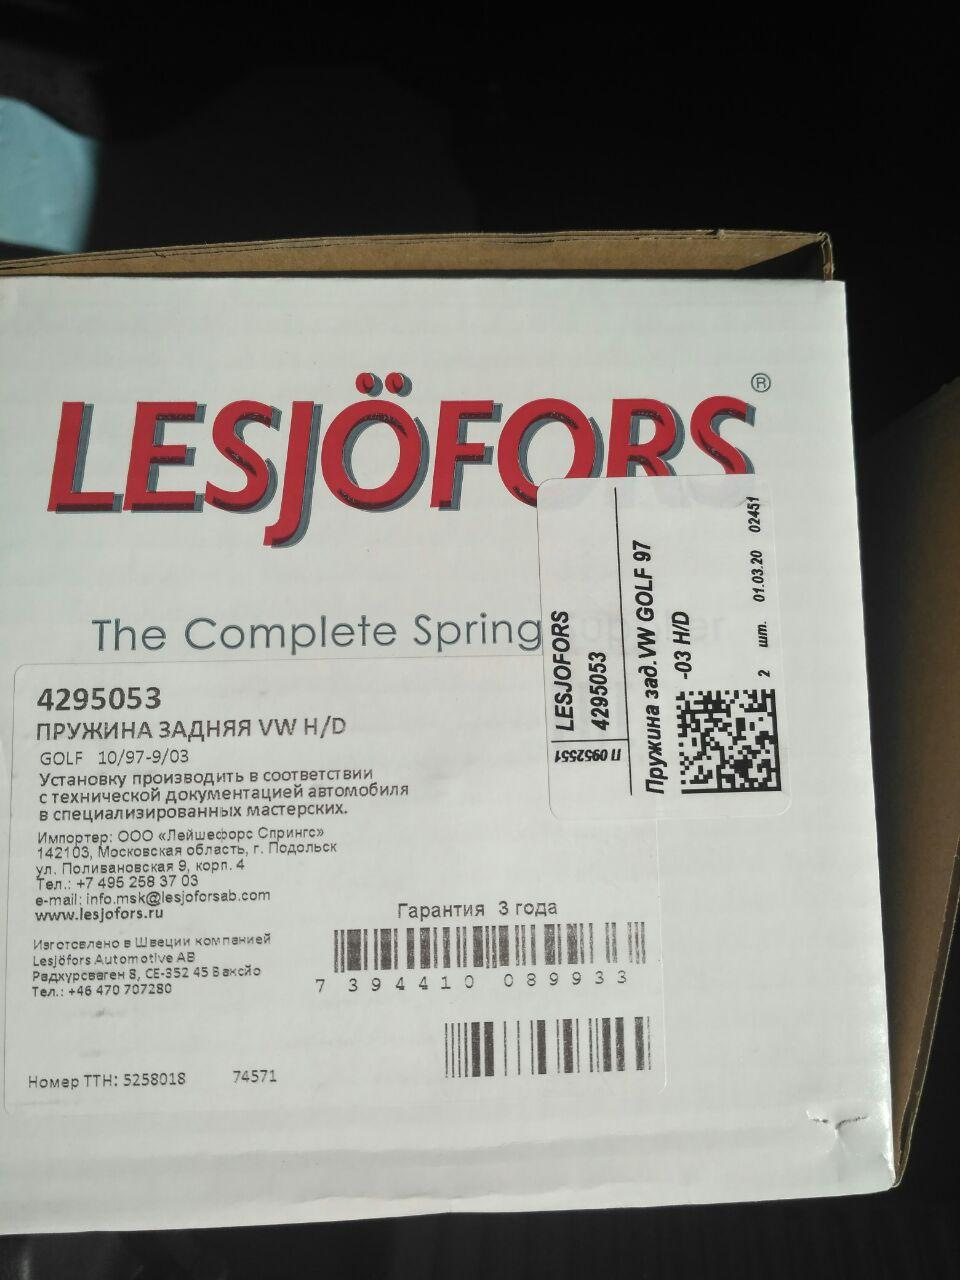 LESJÖFORS®
The Complete Spring
4295053
ПРУЖИНА ЗАДНЯЯ VW H/D
GOLF 10/97-9/03
Установку производить в соответствии
с технической документацией автомобиля
в специализированных мастерских.
Импортер: ООО «Лейшефорс Спрингс»
142103, Московская область, г. Подольск
ул. Поливановская 9, корп. 4
Тел.: +7 495 258 37 03
e-mail: info.msk@lesjoforsab.com
www.lesjofors.ru
Изготовлено в Швеции компанией
Lesjöfors Automotive AB
Радхурсваген 8, СЕ-352 45 Ваксйо
Тел.: +46 470 707280
Гарантия 3 года
7 394410 089933
Номер ТТН: 5258018 74571
LESJOFORS
4295053
П 0952551
Пружина зад.VW GOLF 97
-03 H/D
2 шт. 01.03.20 02451